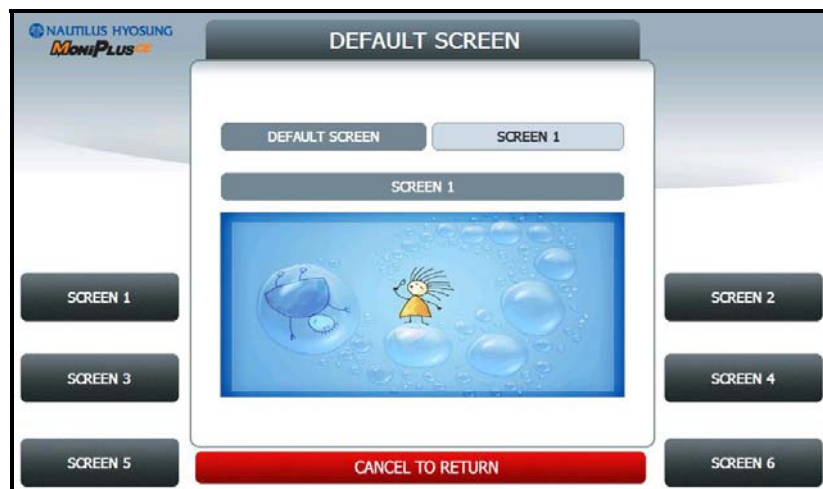 NAUTILUS HYOSUNG
MoniPlus CE
DEFAULT SCREEN
DEFAULT SCREEN
SCREEN 1
SCREEN 1
SCREEN 1
SCREEN 2
SCREEN 3
SCREEN 4
SCREEN 5
CANCEL TO RETURN
SCREEN 6